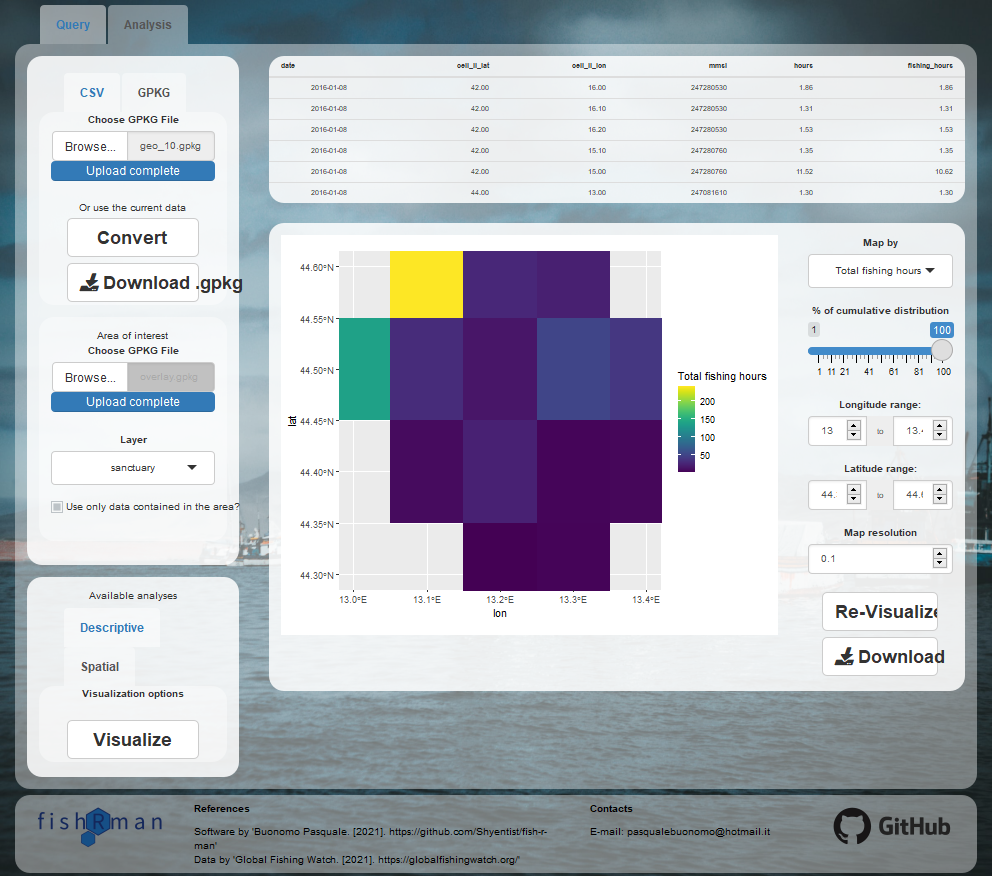 Query Analysis
CSV GPKG
Choose GPKG File
Browse... geo_10.gpkg
Upload complete
Or use the current data
Convert
Download .gpkg
Area of interest
Choose GPKG File
Browse... overlay.gpkg
Upload complete
Layer
sanctuary
Use only data contained in the area?
Available analyses
Descriptive
Spatial
Visualization options
Visualize
date cell_ll_lat cell_ll_lon mmsi hours fishing_hours
2016-01-08 42.00 16.00 247280530 1.86 1.86
2016-01-08 42.00 16.10 247280530 1.31 1.31
2016-01-08 42.00 16.20 247280530 1.53 1.53
2016-01-08 42.00 15.10 247280760 1.35 1.35
2016-01-08 42.00 15.00 247280760 11.52 10.62
2016-01-08 44.00 13.00 247081610 1.30 1.30
44.60°N
44.55°N
44.50°N
44.45°N
44.40°N
44.35°N
44.30°N
lat
13.0°E 13.1°E 13.2°E 13.3°E 13.4°E
lon
Total fishing hours
200
150
100
50
Map by
Total fishing hours
% of cumulative distribution
1 100
1 11 21 41 61 81 100
Longitude range:
13 to 13.
Latitude range:
44. to 44.
Map resolution
0.1
Re-Visualize
Download
fishRman
References
Software by 'Buonomo Pasquale. [2021]. https://github.com/Shyentist/fish-r-
man'
Data by 'Global Fishing Watch. [2021]. https://globalfishingwatch.org/'
Contacts
E-mail: pasqualebuonomo@hotmail.it
GitHub